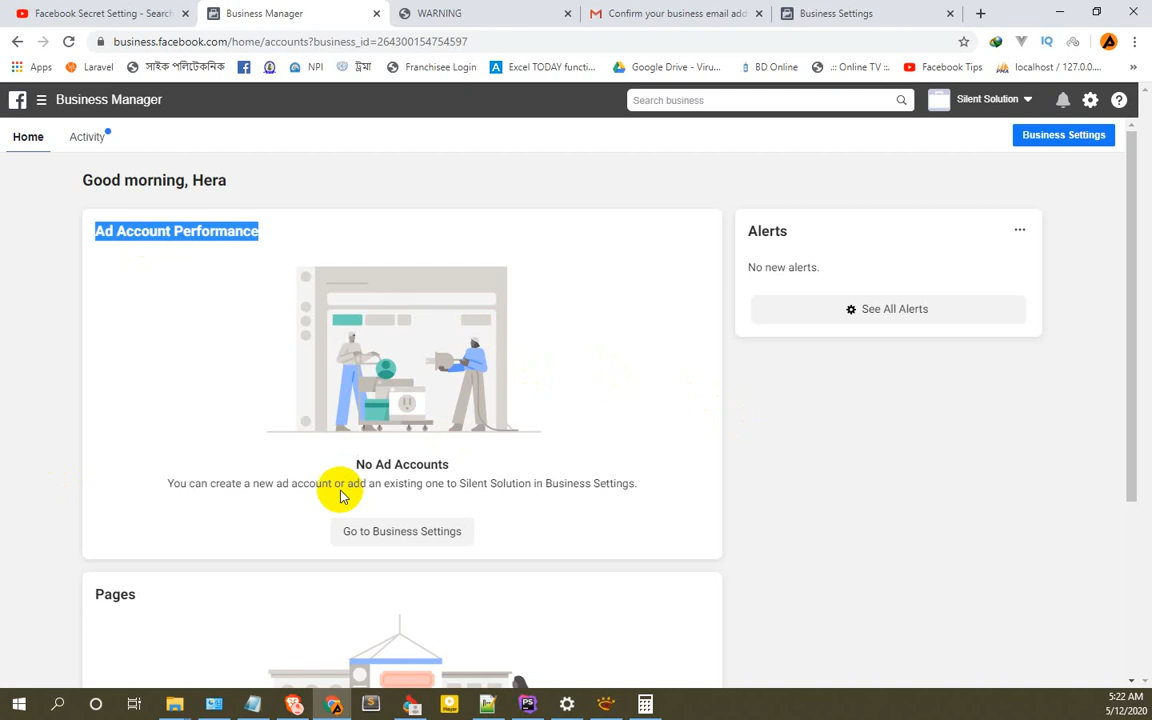 Facebook Secret Setting - Search
Business Manager
WARNING
Confirm your business email add
Business Settings
business.facebook.com/home/accounts?business_id=264300154754597
Apps
Laravel
সাইক পলিটেকনিক
NPI
ট্রমা
Franchisee Login
Excel TODAY functi...
Google Drive - Viru...
BD Online
.:: Online TV ::.
Facebook Tips
localhost / 127.0.0....
Business Manager
Search business
Silent Solution
Home
Activity
Business Settings
Good morning, Hera
Ad Account Performance
Alerts
No new alerts.
See All Alerts
No Ad Accounts
You can create a new ad account or add an existing one to Silent Solution in Business Settings.
Go to Business Settings
Pages
5:22 AM
5/12/2020